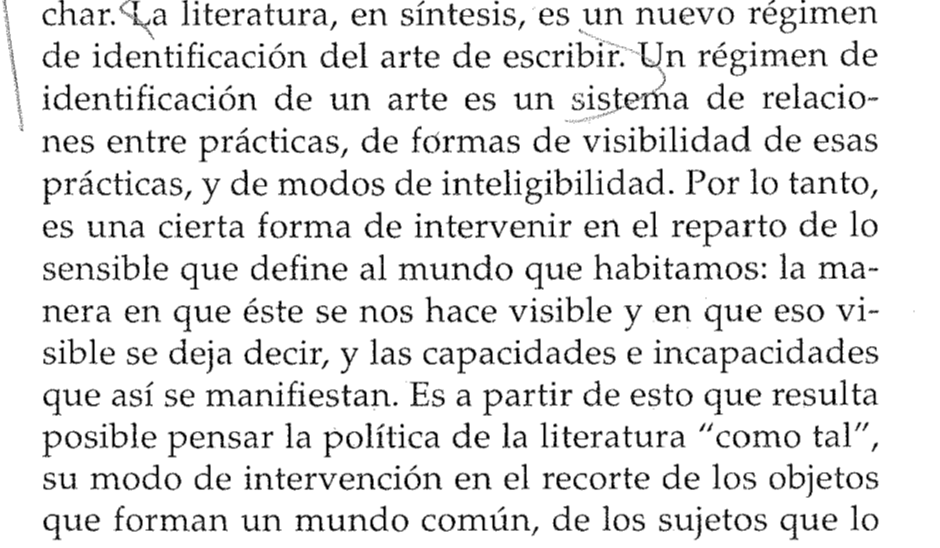 char. La literatura, en síntesis, es un nuevo régimen
de identificación del arte de escribir. Un régimen de
identificación de un arte es un sistema de relacio-
nes entre prácticas, de formas de visibilidad de esas
prácticas, y de modos de inteligibilidad. Por lo tanto,
es una cierta forma de intervenir en el reparto de lo
sensible que define al mundo que habitamos: la ma-
nera en que éste se nos hace visible y en que eso vi-
sible se deja decir, y las capacidades e incapacidades
que así se manifiestan. Es a partir de esto que resulta
posible pensar la política de la literatura “como tal”,
su modo de intervención en el recorte de los objetos
que forman un mundo común, de los sujetos que lo